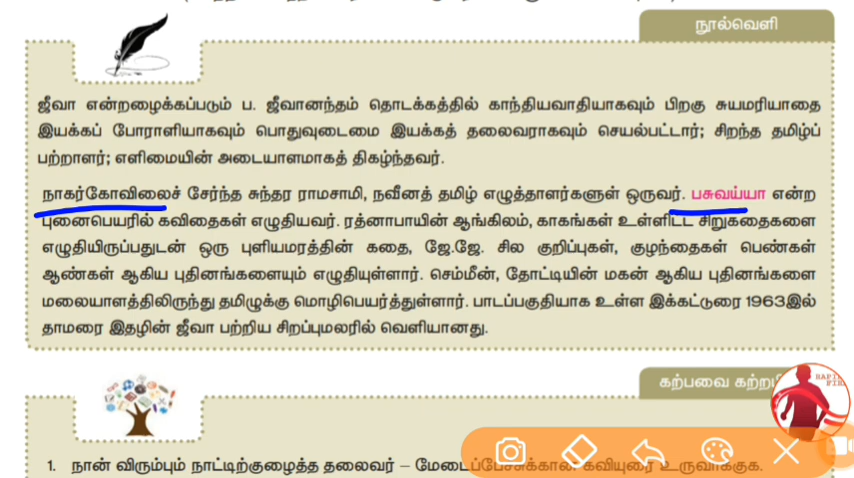 நூல்வெளி
ஜீவா என்றழைக்கப்படும் ப. ஜீவானந்தம் தொடக்கத்தில் காந்தியவாதியாகவும் பிறகு சுயமரியாதை
இயக்கப் போராளியாகவும் பொதுவுடைமை இயக்கத் தலைவராகவும் செயல்பட்டார்; சிறந்த தமிழ்ப்
பற்றாளர்; எளிமையின் அடையாளமாகத் திகழ்ந்தவர்.
நாகர்கோவிலைச் சேர்ந்த சுந்தர ராமசாமி, நவீனத் தமிழ் எழுத்தாளர்களுள் ஒருவர். பசுவய்யா என்ற
புனைபெயரில் கவிதைகள் எழுதியவர். ரத்னாபாயின் ஆங்கிலம், காகங்கள் உள்ளிட்ட சிறுகதைகளை
எழுதியிருப்பதுடன் ஒரு புளியமரத்தின் கதை, ஜே.ஜே. சில குறிப்புகள், குழந்தைகள் பெண்கள்
ஆண்கள் ஆகிய புதினங்களையும் எழுதியுள்ளார். செம்மீன், தோட்டியின் மகன் ஆகிய புதினங்களை
மலையாளத்திலிருந்து தமிழுக்கு மொழிபெயர்த்துள்ளார். பாடப்பகுதியாக உள்ள இக்கட்டுரை 1963இல்
தாமரை இதழின் ஜீவா பற்றிய சிறப்புமலரில் வெளியானது.
கற்பவை
1. நான் விரும்பும் நாட்டிற்குழைத்த தலைவர் – மேடைப்பேச்சுக்கான கவியுரை உருவாக்குக.